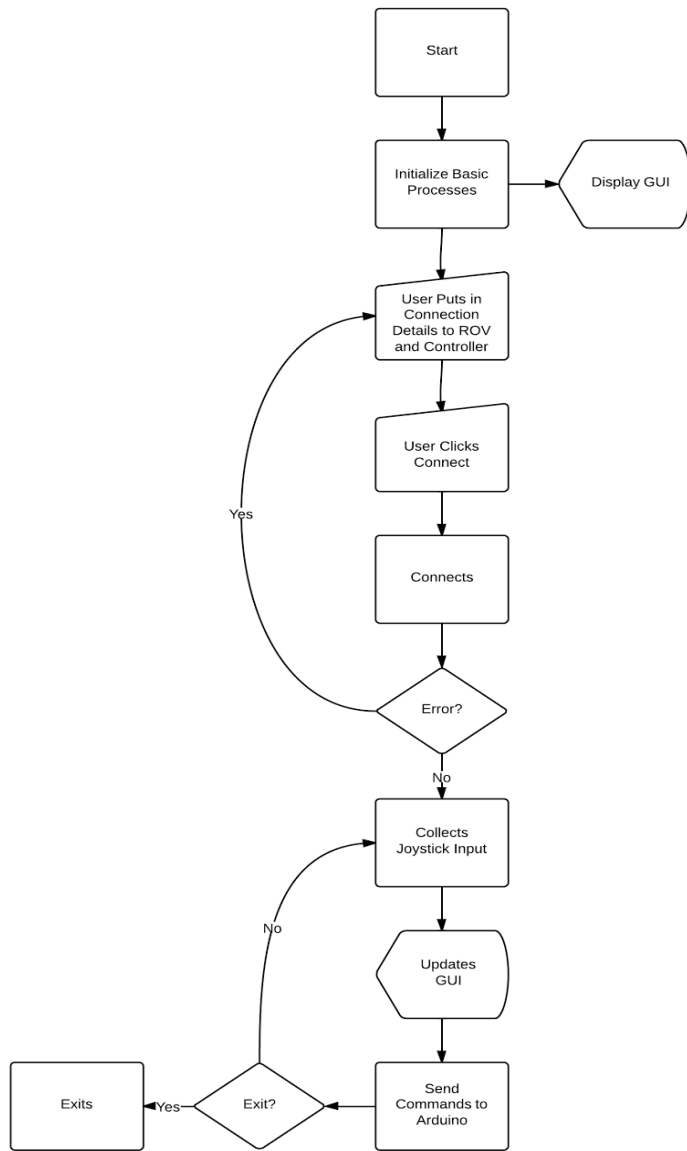 Start
Initialize Basic
Processes
Display GUI
User Puts in
Connection
Details to ROV
and Controller
User Clicks
Connect
Yes
Connects
Error?
No
Collects
Joystick Input
No
Updates
GUI
Exits
Yes
Exit?
Send
Commands to
Arduino